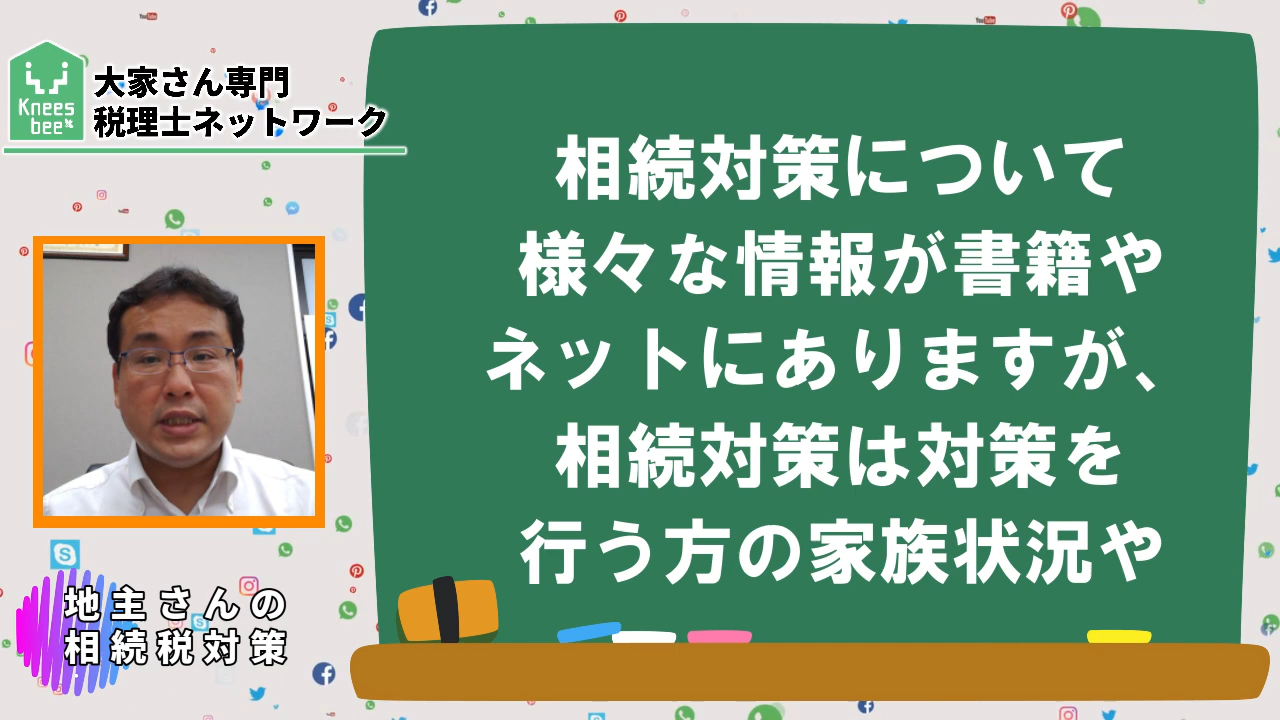 Knees
bee
大家さん専門
税理士ネットワーク
相続対策について
様々な情報が書籍や
ネットにありますが、
相続対策は対策を
行う方の家族状況や
地主さんの
相続税対策